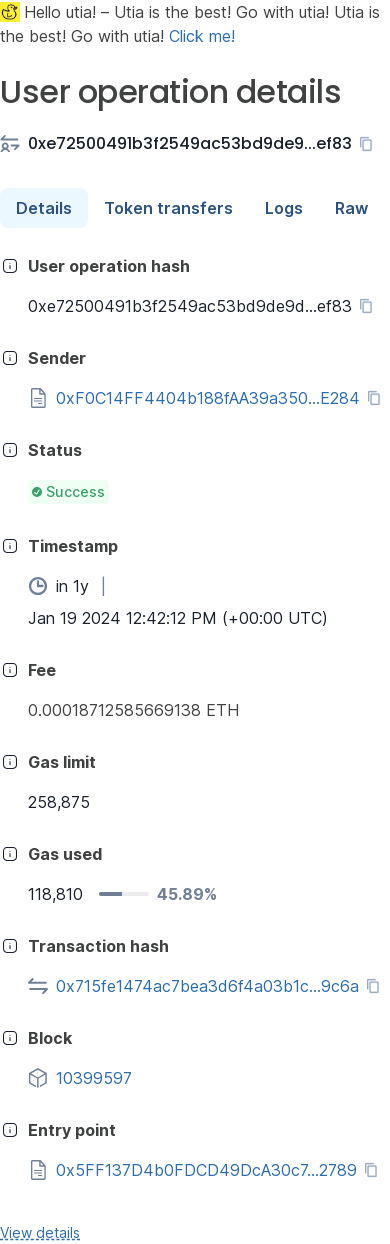 Hello utia! – Utia is the best! Go with utia! Utia is
the best! Go with utia! Click me!
User operation details
0xe72500491b3f2549ac53bd9de9...ef83
Details Token transfers Logs Raw
User operation hash
0xe72500491b3f2549ac53bd9de9d...ef83
Sender
0xF0C14FF4404b188fAA39a350...E284
Status
Success
Timestamp
in 1y |
Jan 19 2024 12:42:12 PM (+00:00 UTC)
Fee
0.00018712585669138 ETH
Gas limit
258,875
Gas used
118,810 45.89%
Transaction hash
0x715fe1474ac7bea3d6f4a03b1c...9c6a
Block
10399597
Entry point
0x5FF137D4b0FDCD49DcA30c7...2789
View details